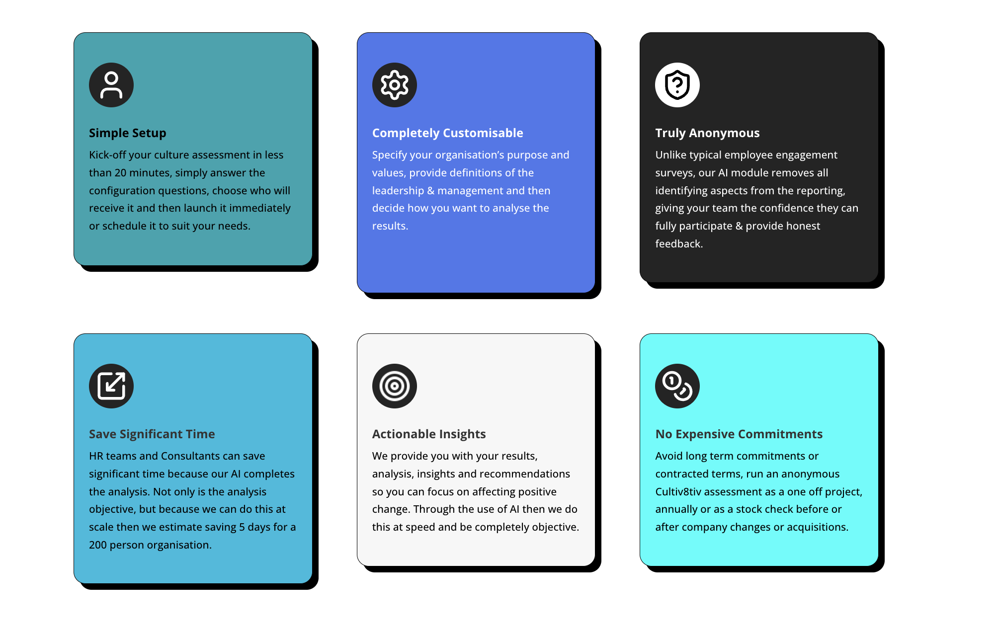 Simple Setup
Kick-off your culture assessment in less
than 20 minutes, simply answer the
configuration questions, choose who will
receive it and then launch it immediately
or schedule it to suit your needs.
Completely Customisable
Specify your organisation’s purpose and
values, provide definitions of the
leadership & management and then
decide how you want to analyse the
results.
Truly Anonymous
Unlike typical employee engagement
surveys, our AI module removes all
identifying aspects from the reporting,
giving your team the confidence they can
fully participate & provide honest
feedback.
Save Significant Time
HR teams and Consultants can save
significant time because our AI completes
the analysis. Not only is the analysis
objective, but because we can do this at
scale then we estimate saving 5 days for a
200 person organisation.
Actionable Insights
We provide you with your results,
analysis, insights and recommendations
so you can focus on affecting positive
change. Through the use of AI then we do
this at speed and be completely objective.
No Expensive Commitments
Avoid long term commitments or
contracted terms, run an anonymous
Cultiv8tiv assessment as a one off project,
annually or as a stock check before or
after company changes or acquisitions.